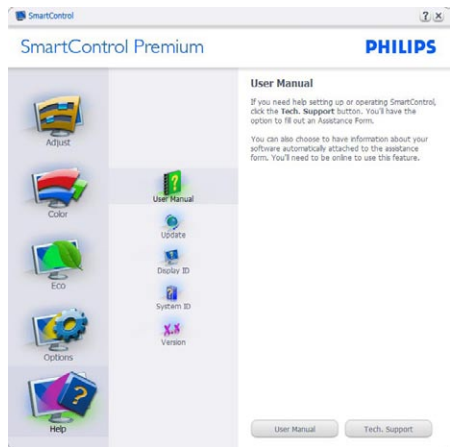 SmartControl
SmartControl Premium
PHILIPS
Adjust
Color
Eco
Options
Help
User Manual
Update
Display ID
System ID
Version
User Manual
If you need help setting up or operating SmartControl,
click the Tech. Support button. You'll have the
option to fill out an Assistance Form.
You can also choose to have information about your
software automatically attached to the assistance
form. You'll need to be online to use this feature.
User Manual
Tech. Support